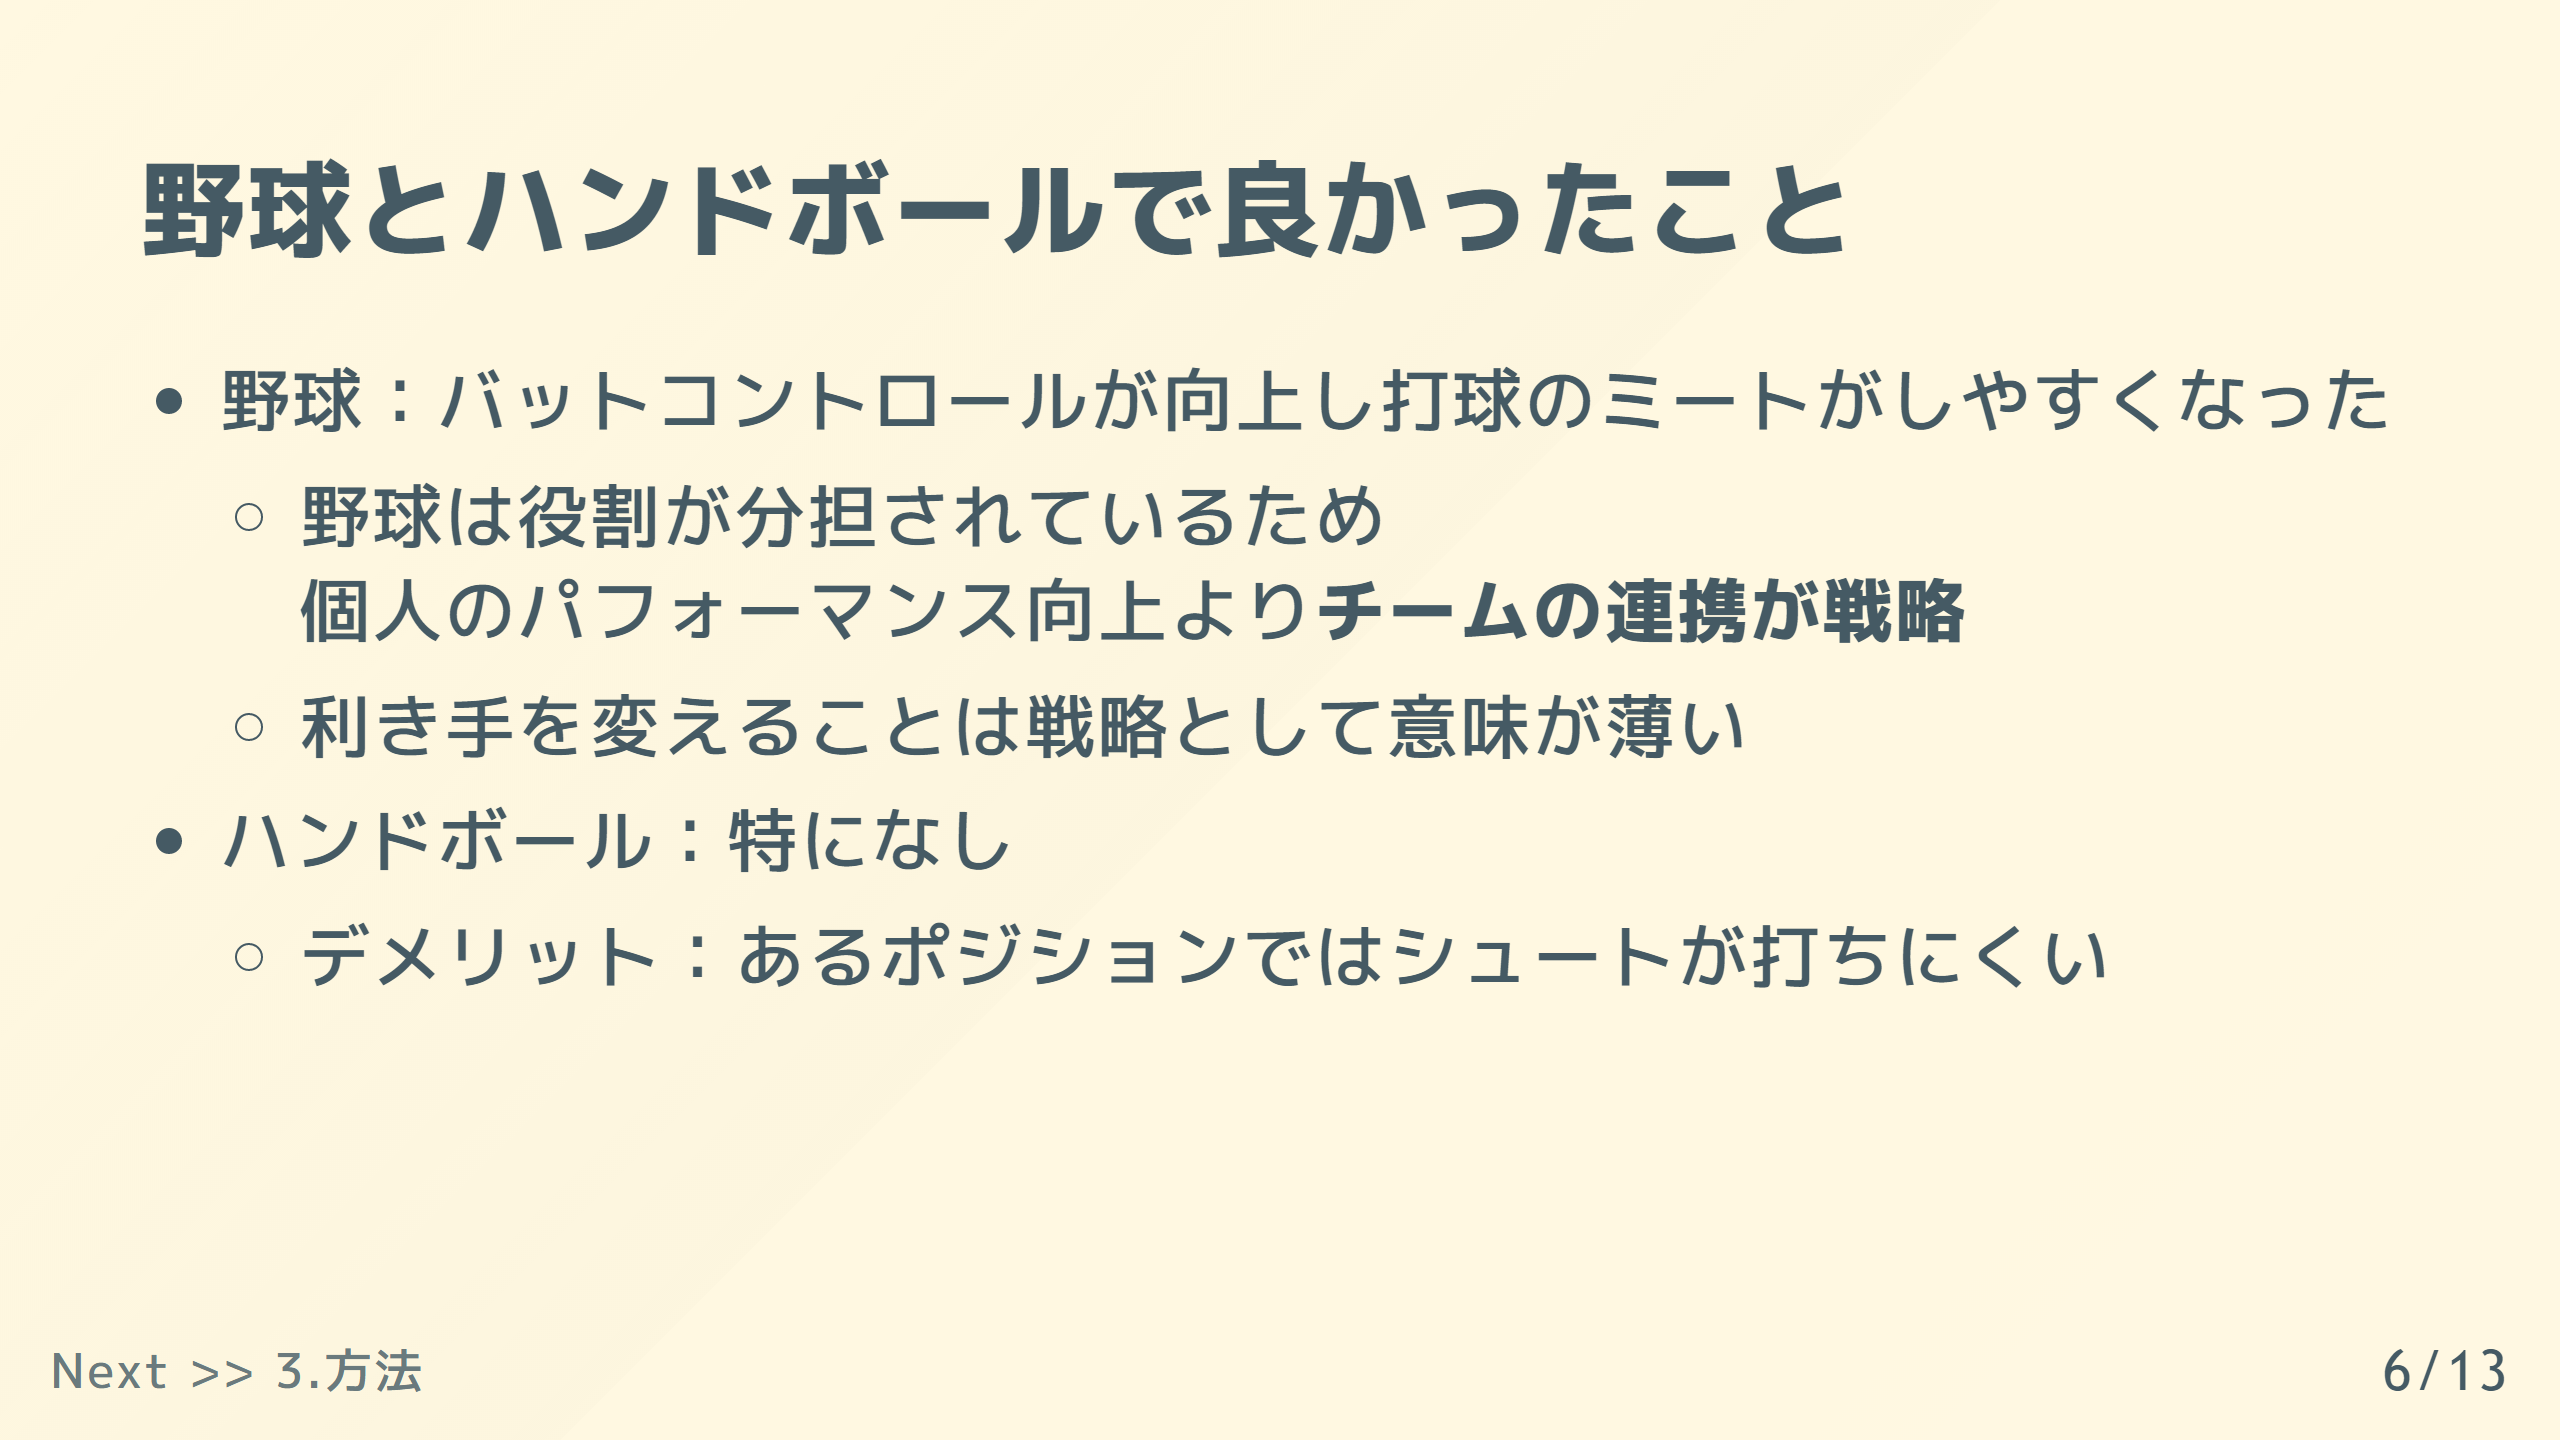 野球とハンドボールで良かったこと
• 野球：バットコントロールが向上し打球のミートがしやすくなった
○ 野球は役割が分担されているため
個人のパフォーマンス向上よりチームの連携が戦略
○ 利き手を変えることは戦略として意味が薄い
• ハンドボール：特になし
○ デメリット：あるポジションではシュートが打ちにくい
Next >> 3.方法
6/13